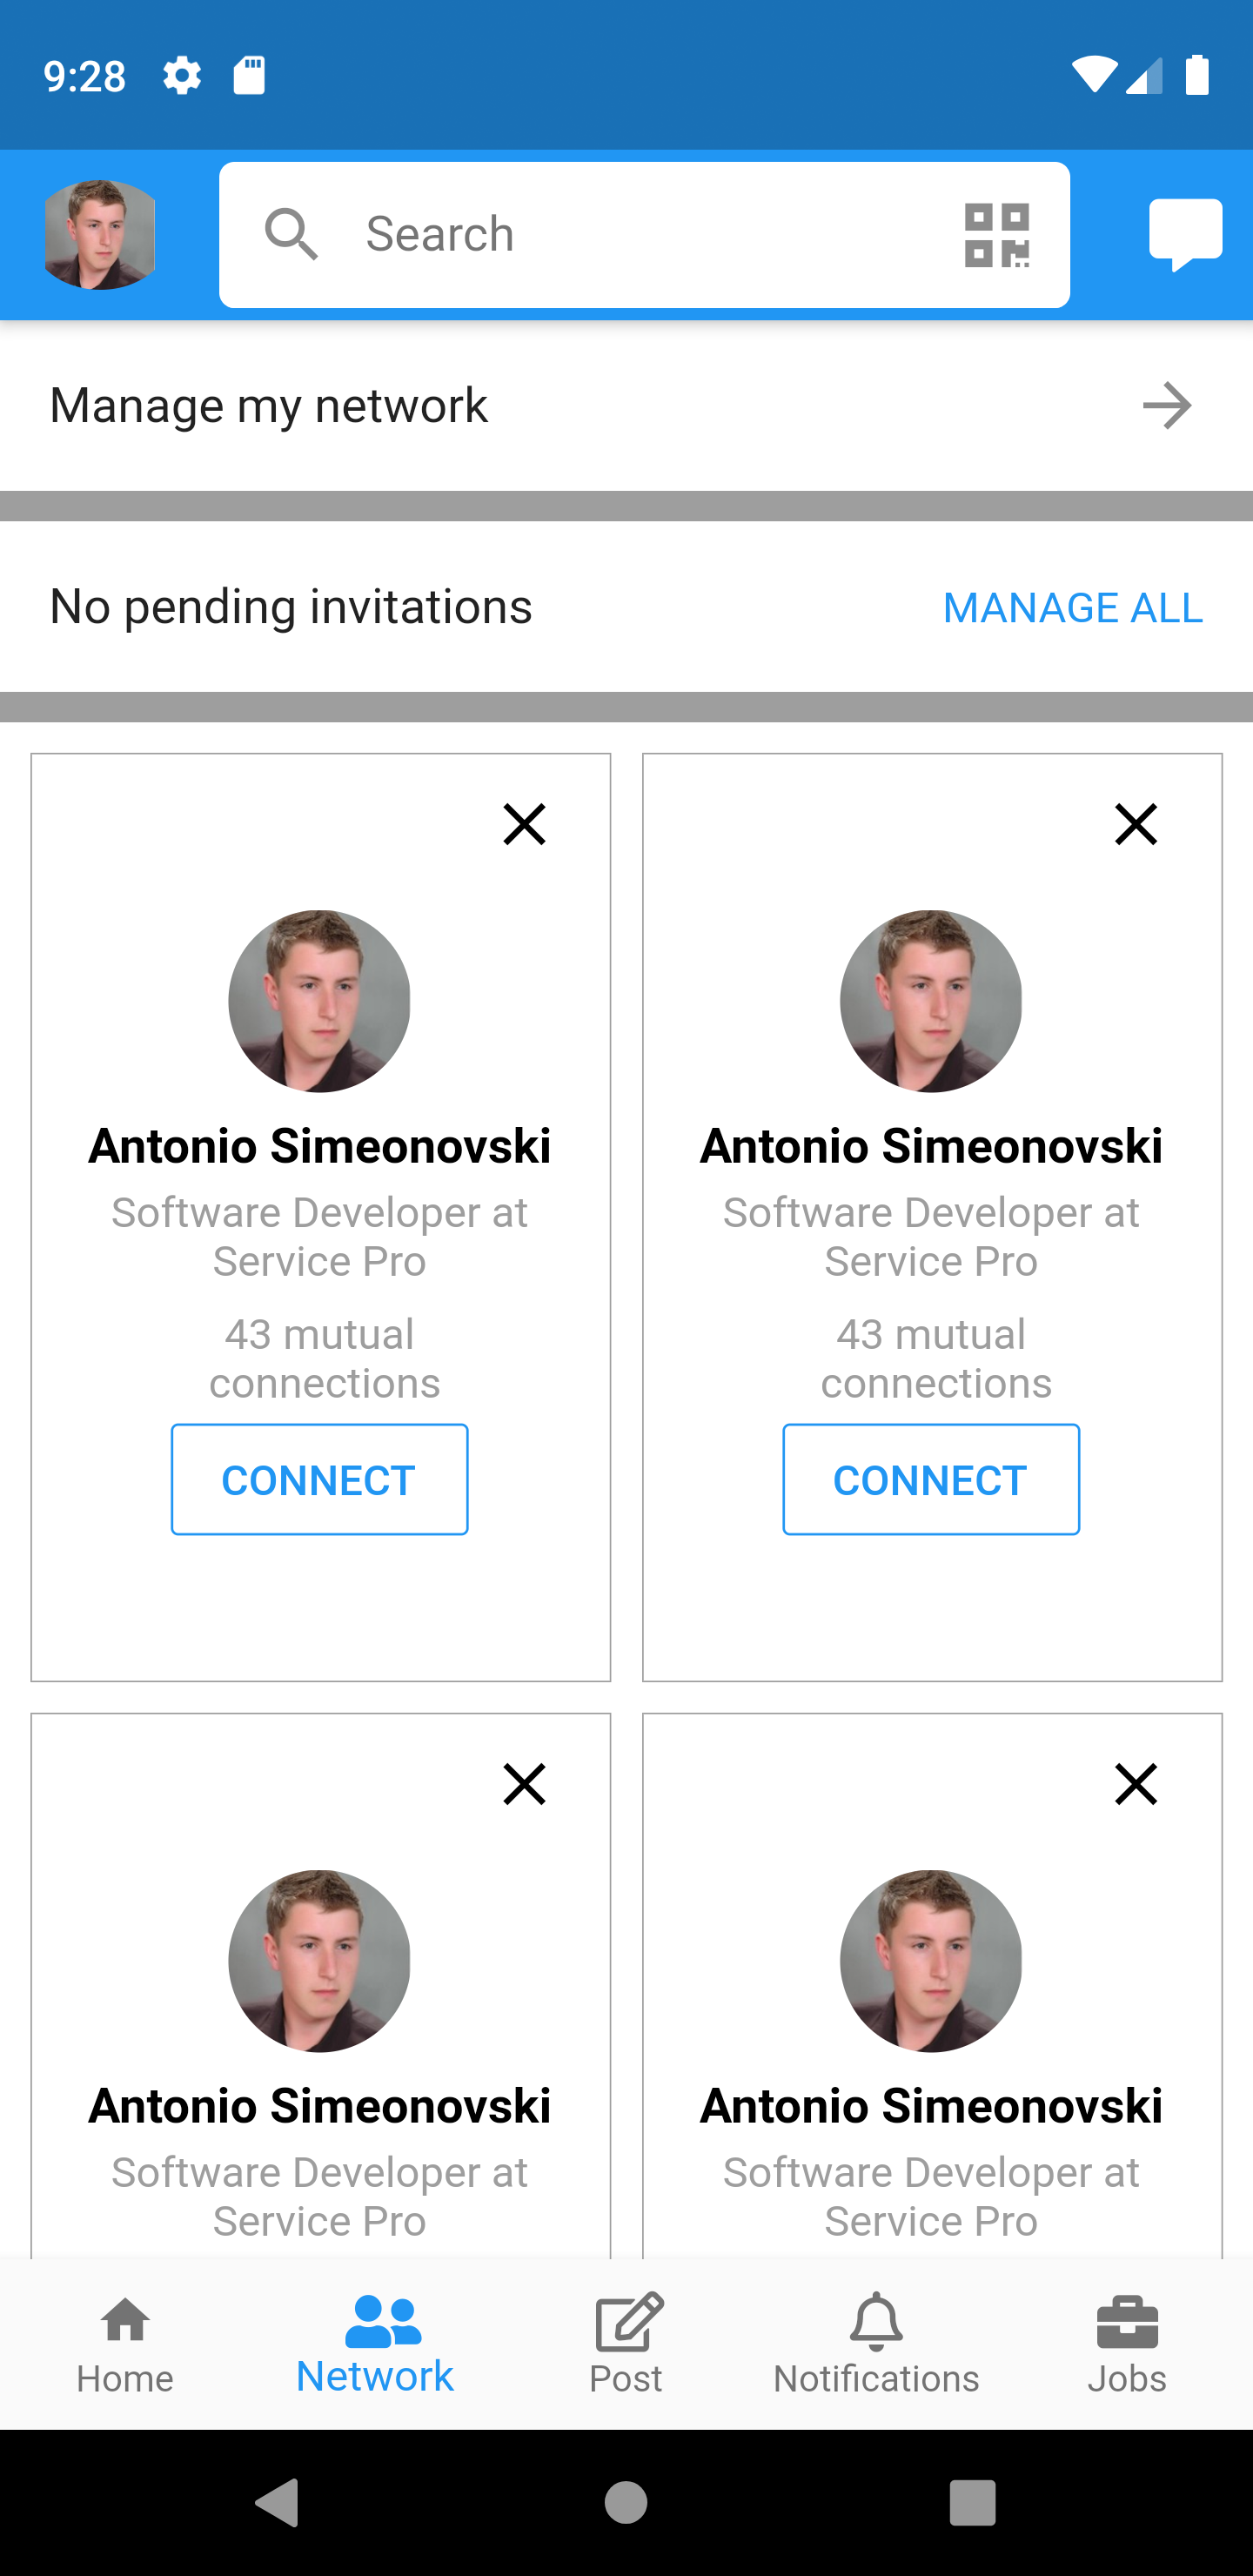 9:28
Search
Manage my network
No pending invitations
MANAGE ALL
Antonio Simeonovski
Software Developer at
Service Pro
43 mutual
connections
CONNECT
Antonio Simeonovski
Software Developer at
Service Pro
43 mutual
connections
CONNECT
Antonio Simeonovski
Software Developer at
Service Pro
Antonio Simeonovski
Software Developer at
Service Pro
Home
Network
Post
Notifications
Jobs